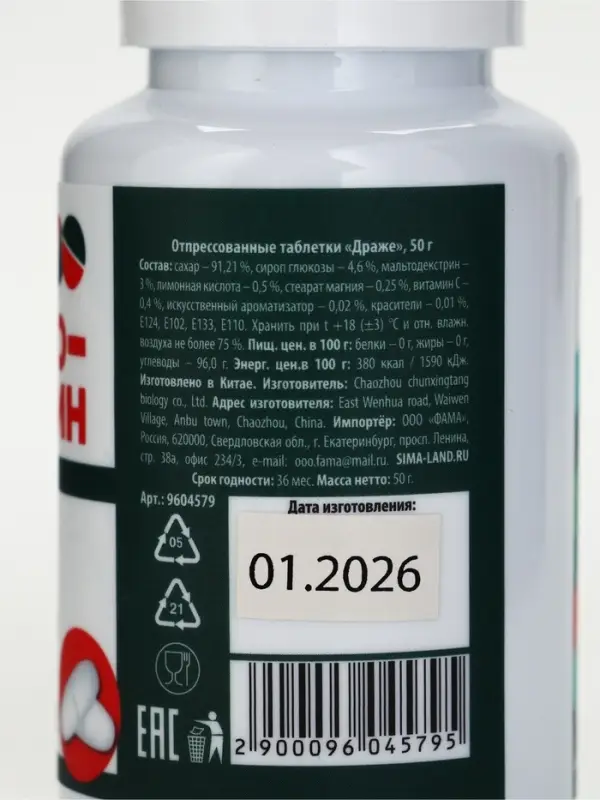 Отпрессованные таблетки «Драже», 50 г
Состав: сахар – 91,21 %, сироп глюкозы – 4,6 %, мальтодекстрин –
3%, лимонная кислота – 0,5 %, стеарат магния – 0,25 %, витамин С –
0,4 %, искусственный ароматизатор – 0,02 %, красители – 0,01 %,
Е124, Е102, Е133, Е110. Хранить при t +18 (±3) °С и отн. влажн.
воздуха не более 75 %. Пищ. цен. в 100 г: белки – 0 г, жиры – 0 г,
углеводы – 96,0 г. Энерг. цен.в 100 г: 380 ккал / 1590 кДж.
Изготовлено в Китае. Изготовитель: Chaozhou chunxingtang
biology co., Ltd. Адрес изготовителя: East Wenhua road, Waiwen
Village, Anbu town, Chaozhou, China. Импортёр: ООО «ФАМА»,
Россия, 620000, Свердловская обл., г. Екатеринбург, просп. Ленина,
стр. 38а, офис 234/3, e-mail: ooo.fama@mail.ru. SIMA-LAND.RU
Срок годности: 36 мес. Масса нетто: 50 г.
Арт.: 9604579
Дата изготовления:
01.2026
05
21
EAC
2 900096 045795